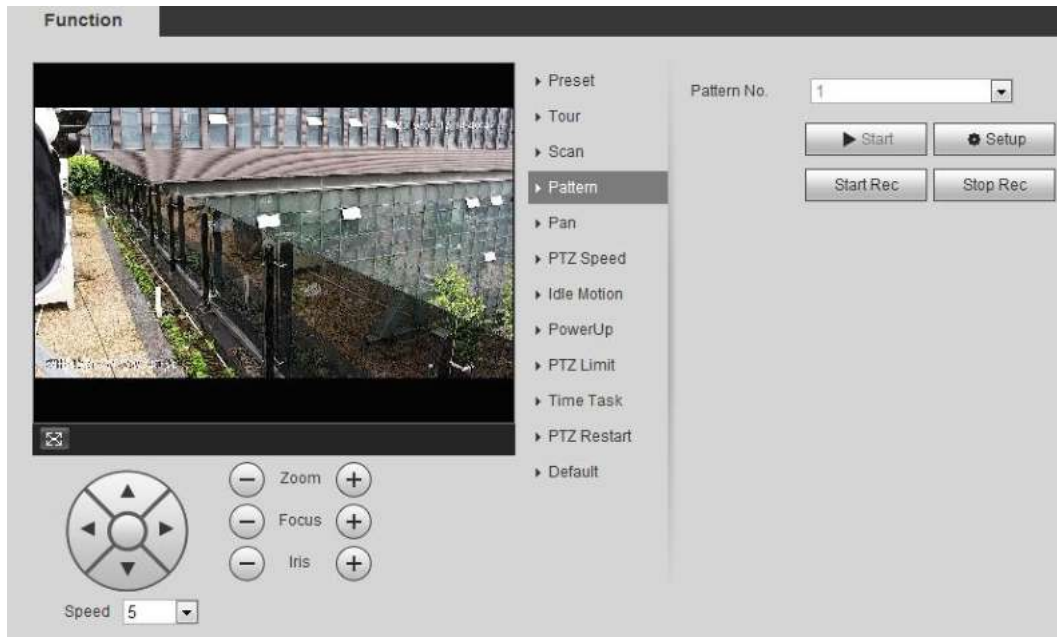 Function
Preset
Tour
Scan
Pattern
Pan
PTZ Speed
Idle Motion
PowerUp
PTZ Limit
Time Task
PTZ Restart
Default
Pattern No. 1
Start Setup
Start Rec Stop Rec
Zoom
Focus
Iris
Speed 5